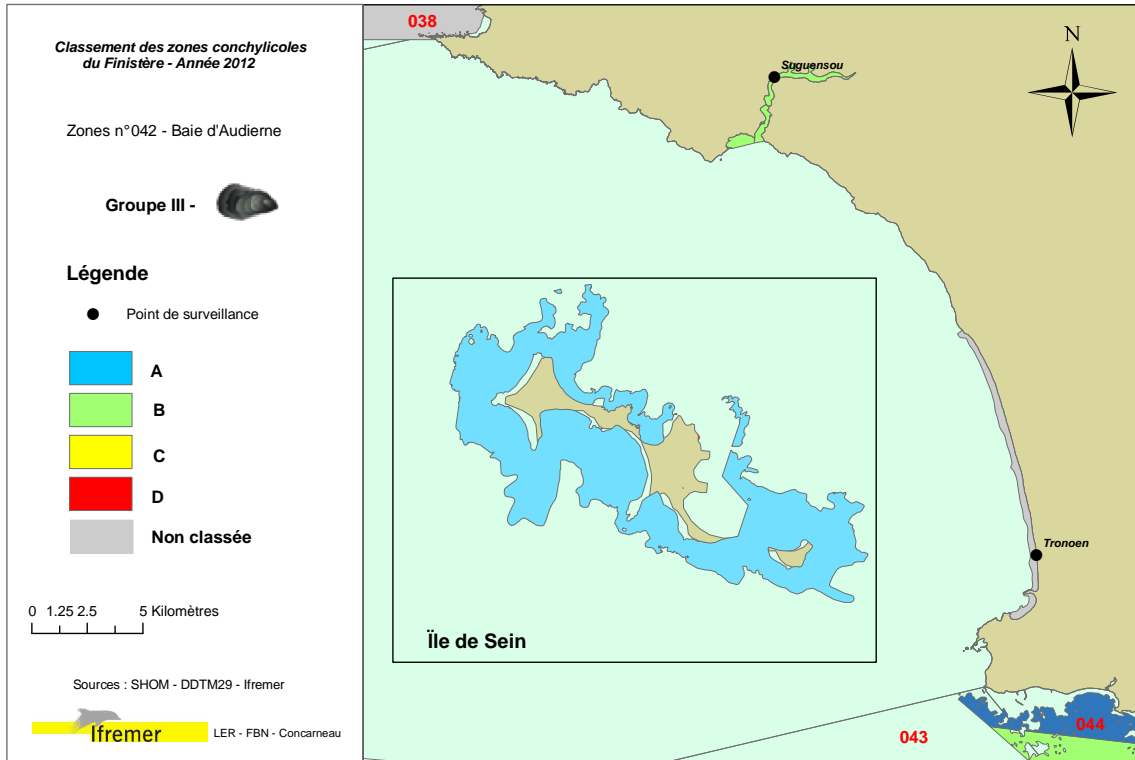 Classement des zones conchylicoles
du Finistère - Année 2012
Zones n°042 - Baie d'Audierne
Groupe III -
Légende
Point de surveillance
A
B
C
D
Non classée
0 1.25 2.5 5 Kilomètres
Sources : SHOM - DDTM29 - Ifremer
Ifremer
LER - FBN - Concarneau
038
Suguensou
N
Tronoen
Ïle de Sein
044
043